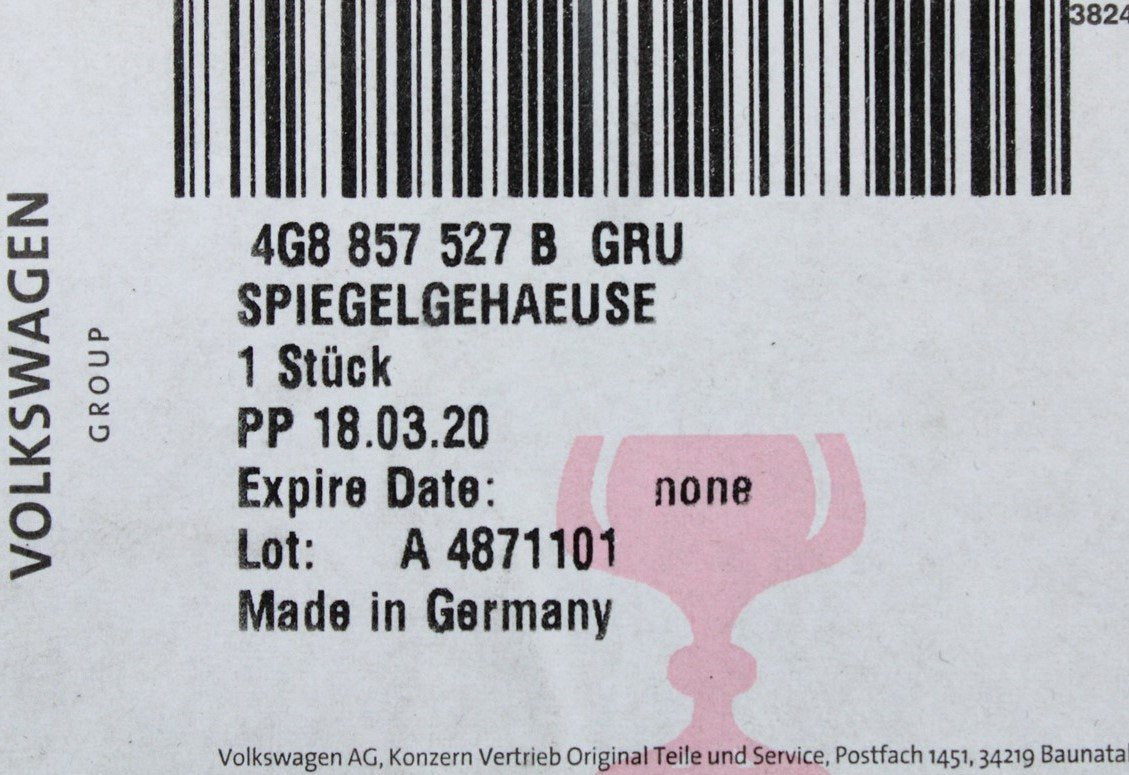 3824
4G8 857 527 B GRU
SPIEGELGEHAEUSE
1 Stück
PP 18.03.20
Expire Date: none
Lot: A 4871101
Made in Germany
VOLKSWAGEN
GROUP
Volkswagen AG, Konzern Vertrieb Original Teile und Service, Postfach 1451, 34219 Baunatal